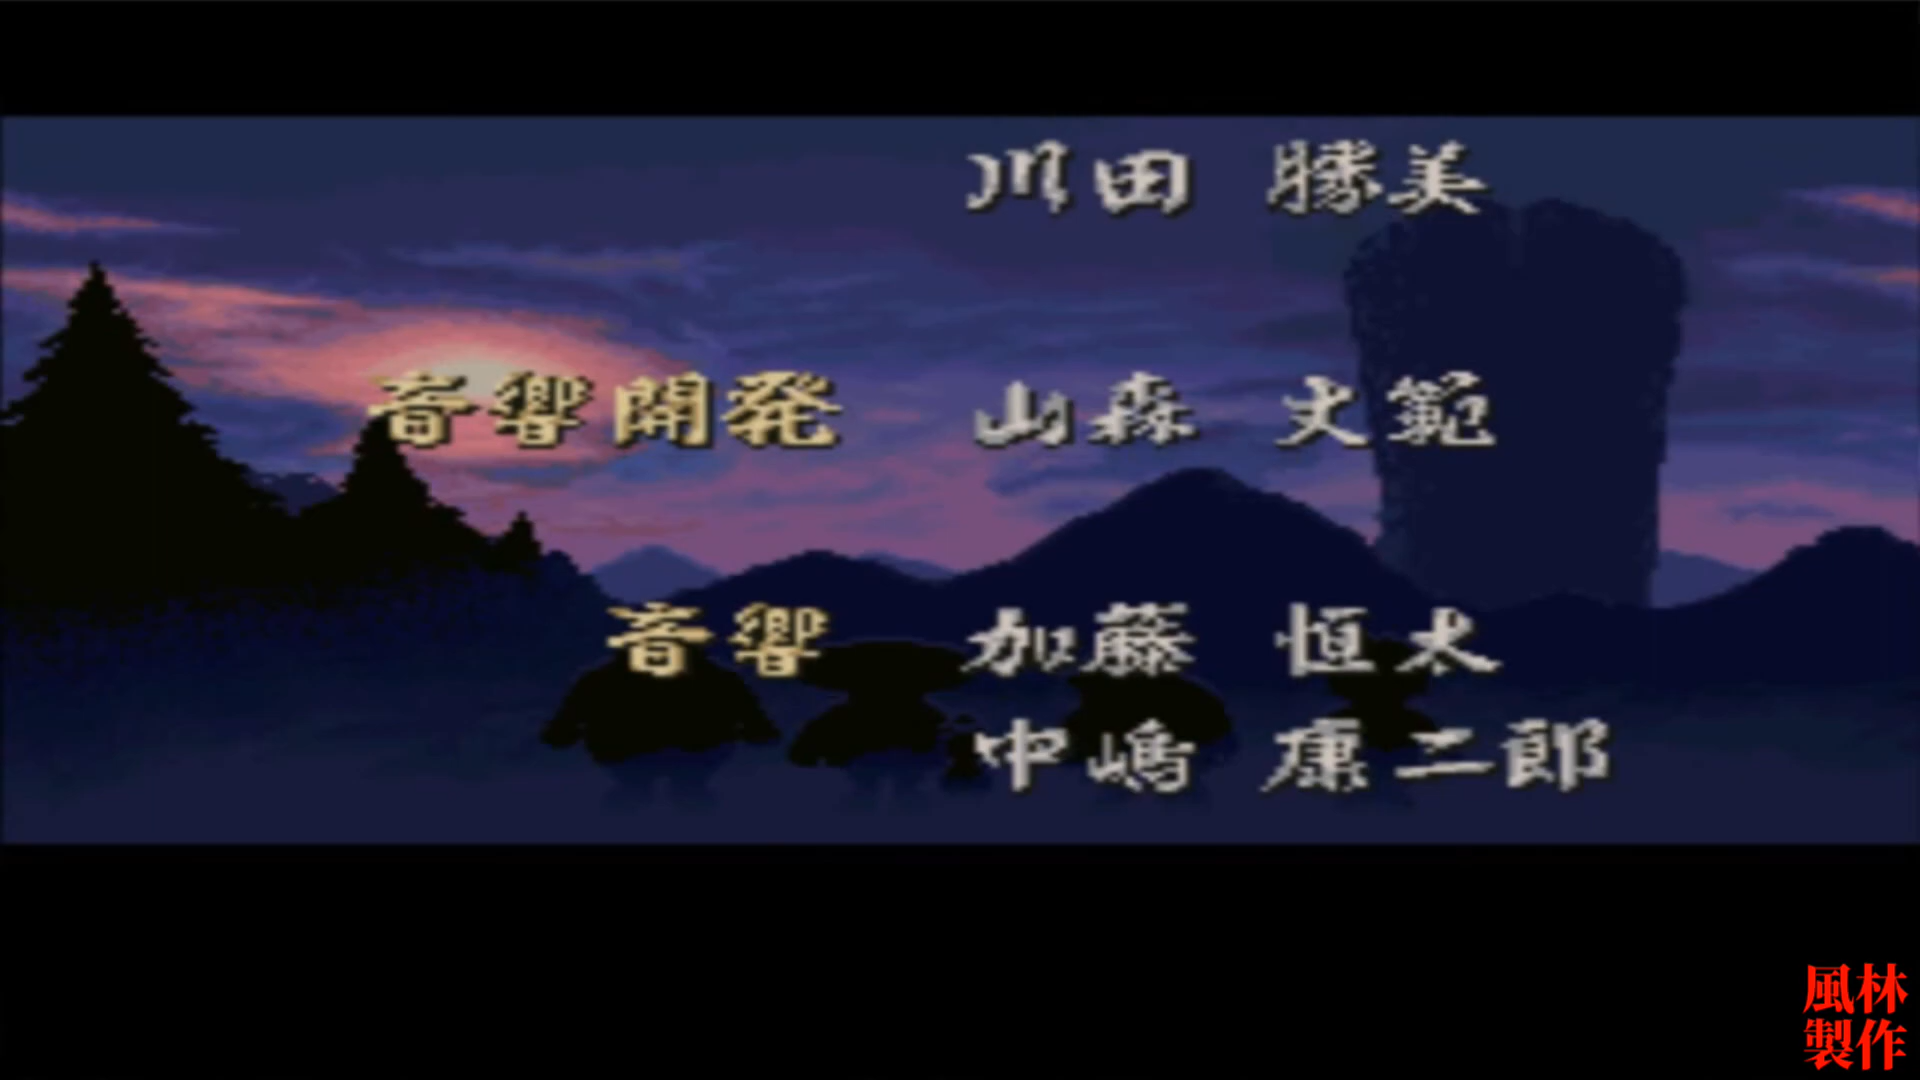 川田 勝美
音響開発 山森 丈範
音響 加藤 恒太
中嶋 康二郎
風林
製作